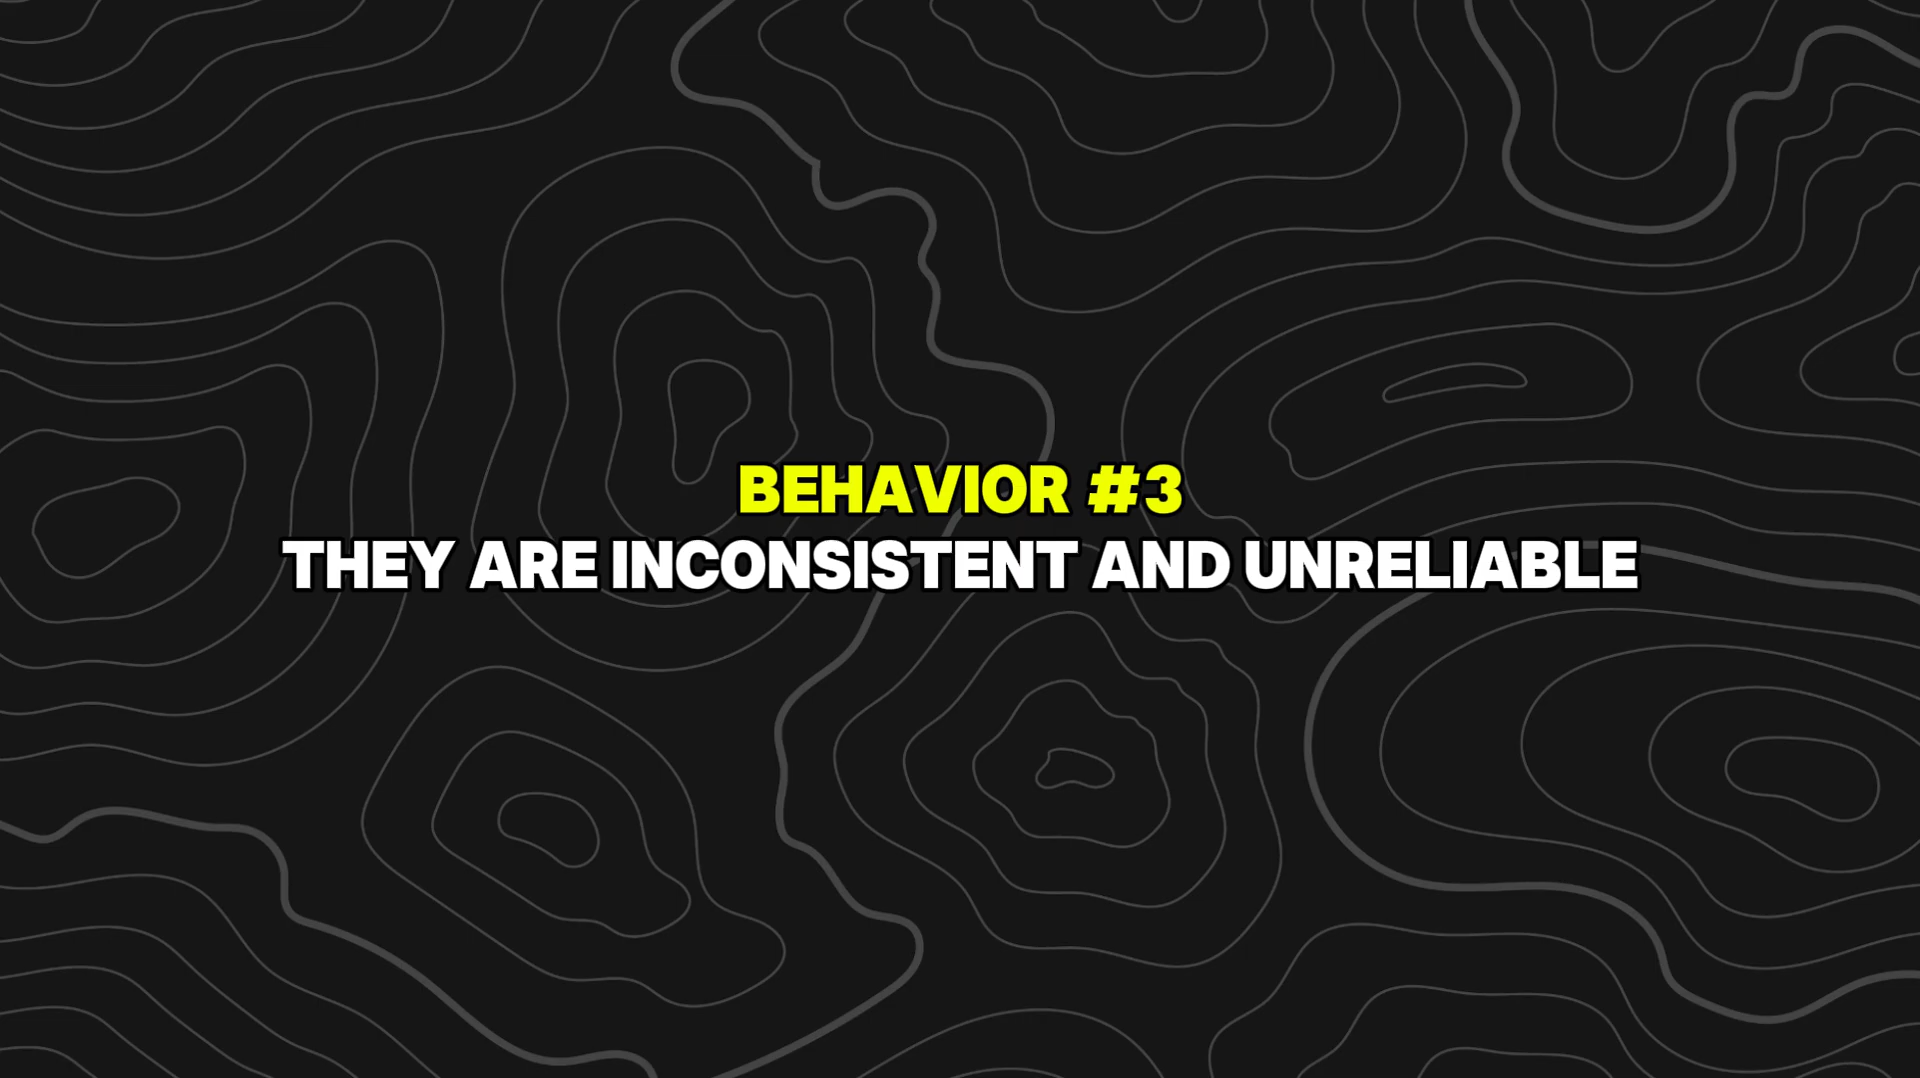 BEHAVIOR #3
THEY ARE INCONSISTENT AND UNRELIABLE